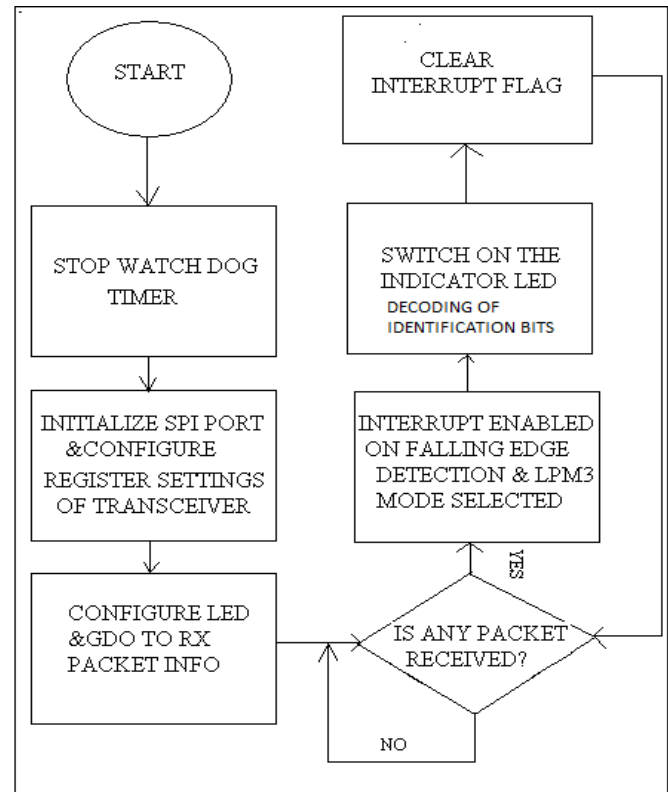 START
STOP WATCH DOG
TIMER
INITIALIZE SPI PORT
&CONFIGURE
REGISTER SETTINGS
OF TRANSCEIVER
CONFIGURE LED
&GDO TO RX
PACKET INFO
IS ANY PACKET
RECEIVED?
NO
YES
INTERRUPT ENABLED
ON FALLING EDGE
DETECTION & LPM3
MODE SELECTED
SWITCH ON THE
INDICATOR LED
DECODING OF
IDENTIFICATION BITS
CLEAR
INTERRUPT FLAG